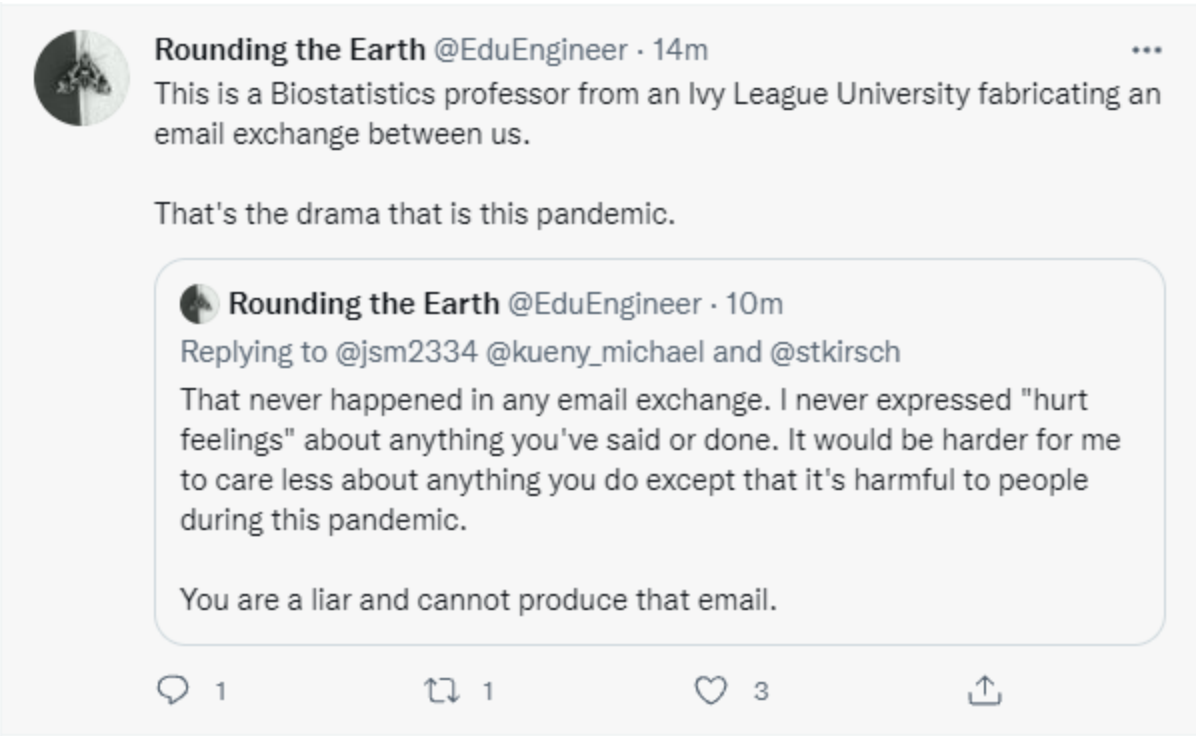 Rounding the Earth @EduEngineer · 14m
This is a Biostatistics professor from an Ivy League University fabricating an
email exchange between us.
That's the drama that is this pandemic.
Rounding the Earth @EduEngineer · 10m
Replying to @jsm2334 @kueny_michael and @stkirsch
That never happened in any email exchange. I never expressed "hurt
feelings" about anything you've said or done. It would be harder for me
to care less about anything you do except that it's harmful to people
during this pandemic.
You are a liar and cannot produce that email.
1 1 3